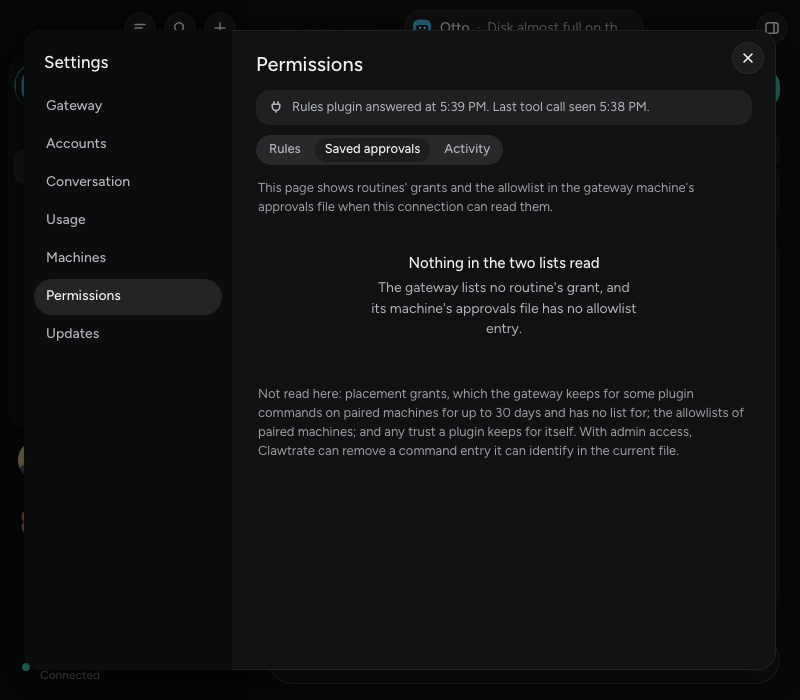 Otto · Disk almost full on th
Settings
Gateway
Accounts
Conversation
Usage
Machines
Permissions
Updates
Permissions
Rules plugin answered at 5:39 PM. Last tool call seen 5:38 PM.
Rules Saved approvals Activity
This page shows routines' grants and the allowlist in the gateway machine's
approvals file when this connection can read them.
Nothing in the two lists read
The gateway lists no routine's grant, and
its machine's approvals file has no allowlist
entry.
Not read here: placement grants, which the gateway keeps for some plugin
commands on paired machines for up to 30 days and has no list for; the allowlists of
paired machines; and any trust a plugin keeps for itself. With admin access,
Clawtrate can remove a command entry it can identify in the current file.
Connected